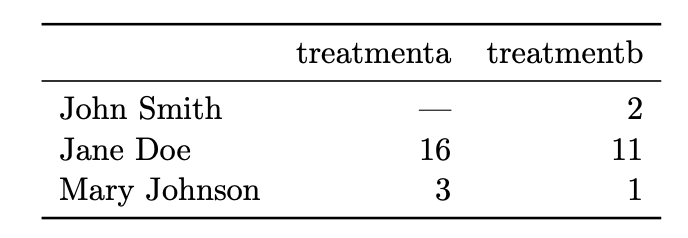 treatmenta treatmentb
John Smith — 2
Jane Doe 16 11
Mary Johnson 3 1